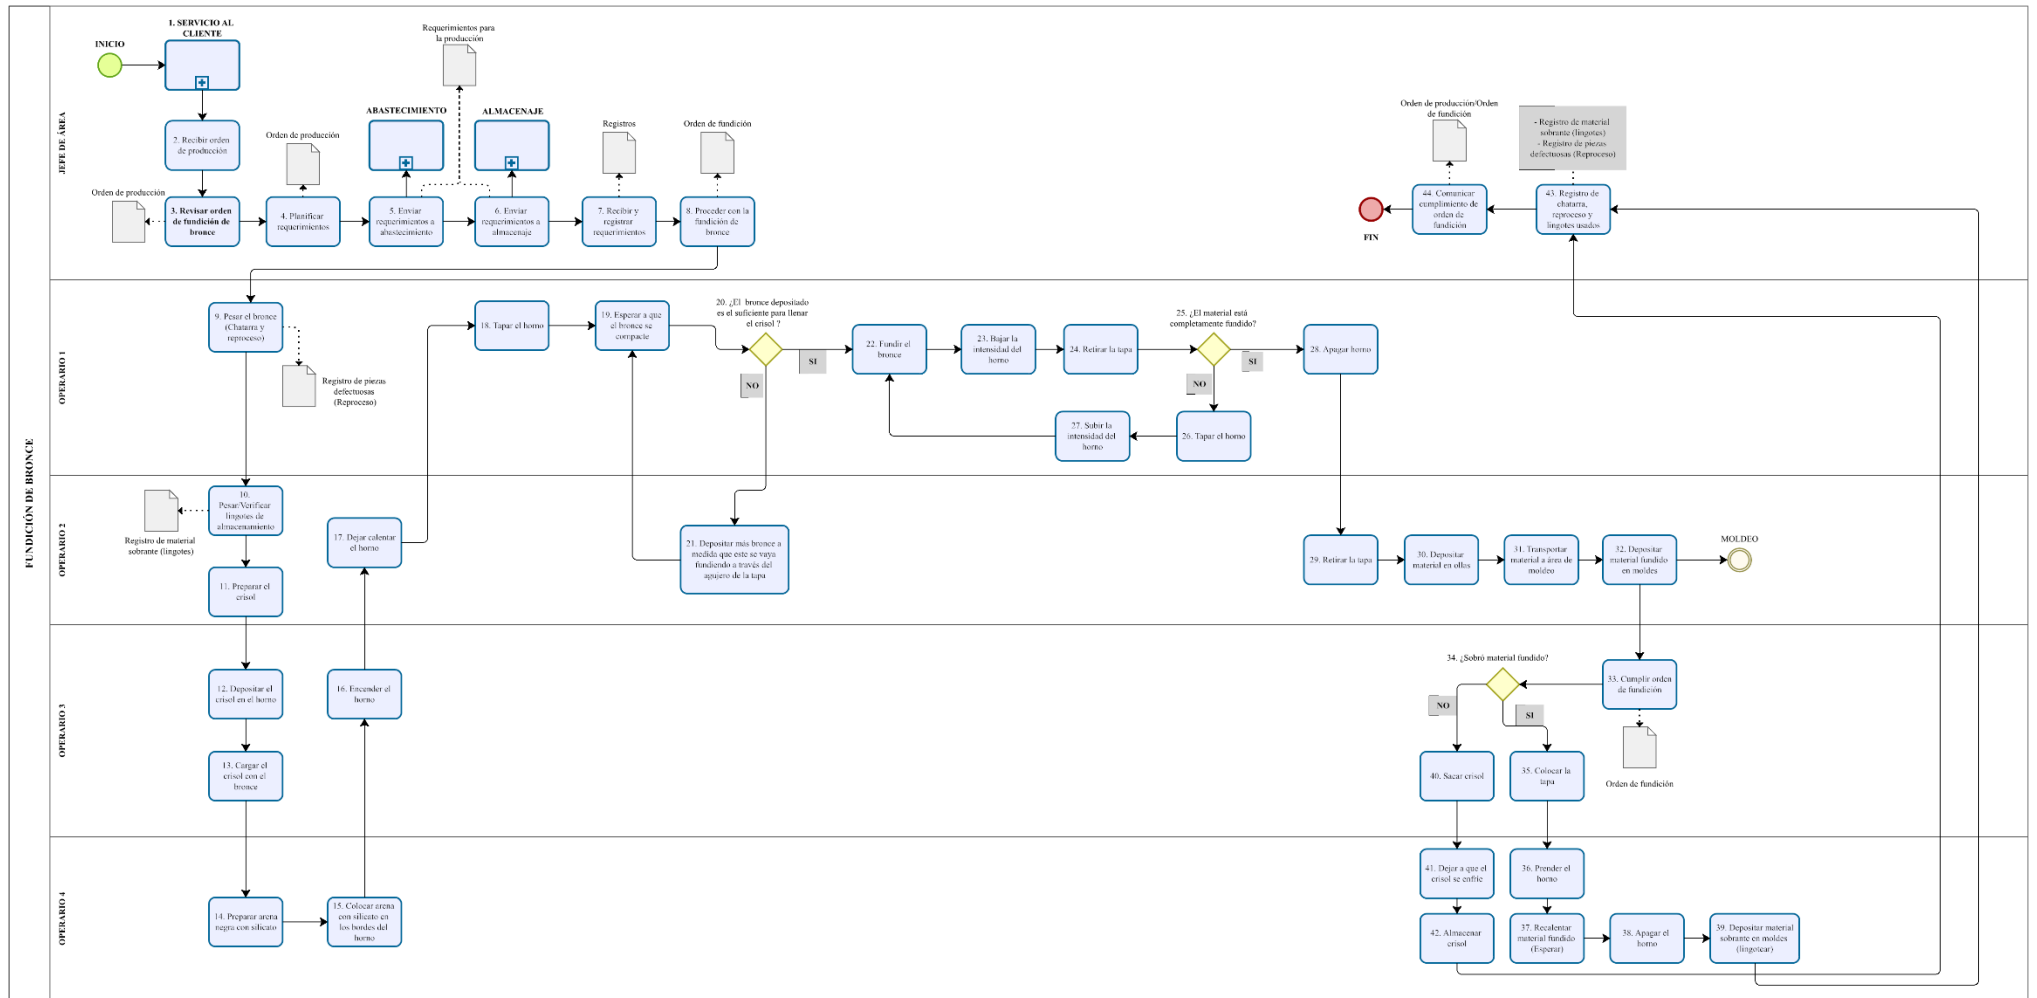 FUNDICIÓN DE BRONCE
JEFE DE ÁREA
INICIO
1. SERVICIO AL
CLIENTE
2. Recibir orden
de producción
Orden de producción
3. Revisar orden
de fundición de
bronce
Orden de producción
4. Planificar
requerimientos
Requerimientos para
la producción
ABASTECIMIENTO
5. Enviar
requerimientos a
abastecimiento
ALMACENAJE
6. Enviar
requerimientos a
almacenaje
Registros
7. Recibir y
registrar
requerimientos
Orden de fundición
8. Proceder con la
fundición de
bronce
FIN
Orden de producción/Orden
de fundición
44. Comunicar
cumplimiento de
orden de
fundición
- Registro de material
sobrante (lingotes)
- Registro de piezas
defectuosas (Reproceso)
43. Registro de
chatarra,
reproceso y
lingotes usados
OPERARIO 1
9. Pesar el bronce
(Chatarra y
reproceso)
Registro de piezas
defectuosas
(Reproceso)
18. Tapar el horno
19. Esperar a que
el bronce se
compacte
20. ¿El bronce depositado
es el suficiente para llenar
el crisol ?
SI
NO
22. Fundir el
bronce
23. Bajar la
intensidad del
horno
24. Retirar la tapa
25. ¿El material está
completamente fundido?
SI
NO
28. Apagar horno
27. Subir la
intensidad del
horno
26. Tapar el horno
OPERARIO 2
10.
Pesar/Verificar
lingotes de
almacenamiento
Registro de material
sobrante (lingotes)
11. Preparar el
crisol
17. Dejar calentar
el horno
21. Depositar más bronce a
medida que este se vaya
fundiendo a través del
agujero de la tapa
29. Retirar la tapa
30. Depositar
material en ollas
31. Transportar
material a área de
moldeo
32. Depositar
material fundido
en moldes
MOLDEO
OPERARIO 3
12. Depositar el
crisol en el horno
13. Cargar el
crisol con el
bronce
16. Encender el
horno
34. ¿Sobró material fundido?
NO
SI
33. Cumplir orden
de fundición
Orden de fundición
40. Sacar crisol
35. Colocar la
tapa
OPERARIO 4
14. Preparar arena
negra con silicato
15. Colocar arena
con silicato en
los bordes del
horno
41. Dejar a que el
crisol se enfríe
36. Prender el
horno
42. Almacenar
crisol
37. Recalentar
material fundido
(Esperar)
38. Apagar el
horno
39. Depositar material
sobrante en moldes
(lingotear)